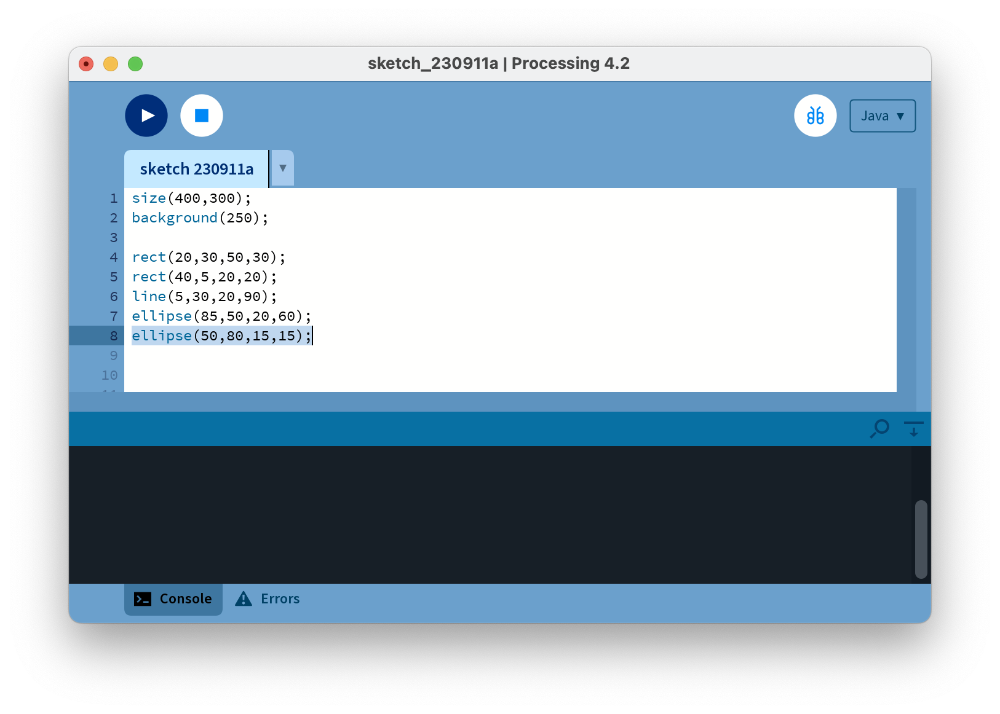 sketch_230911a | Processing 4.2
Java ▼
sketch 230911a ▼
1 size(400,300);
2 background(250);
3
4 rect(20,30,50,30);
5 rect(40,5,20,20);
6 line(5,30,20,90);
7 ellipse(85,50,20,60);
8 ellipse(50,80,15,15);
9
10
11
Console Errors